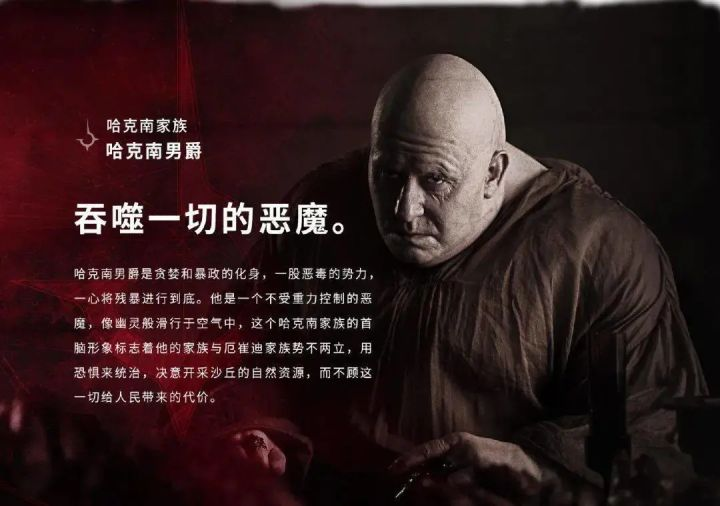 哈克南家族
哈克南男爵
吞噬一切的恶魔。
哈克南男爵是贪婪和暴政的化身，一股恶毒的势力，
一心将残暴进行到底。他是一个不受重力控制的恶
魔，像幽灵般滑行于空气中，这个哈克南家族的首
脑形象标志着他的家族与厄崔迪家族势不两立，用
恐惧来统治，决意开采沙丘的自然资源，而不顾这
一切给人民带来的代价。